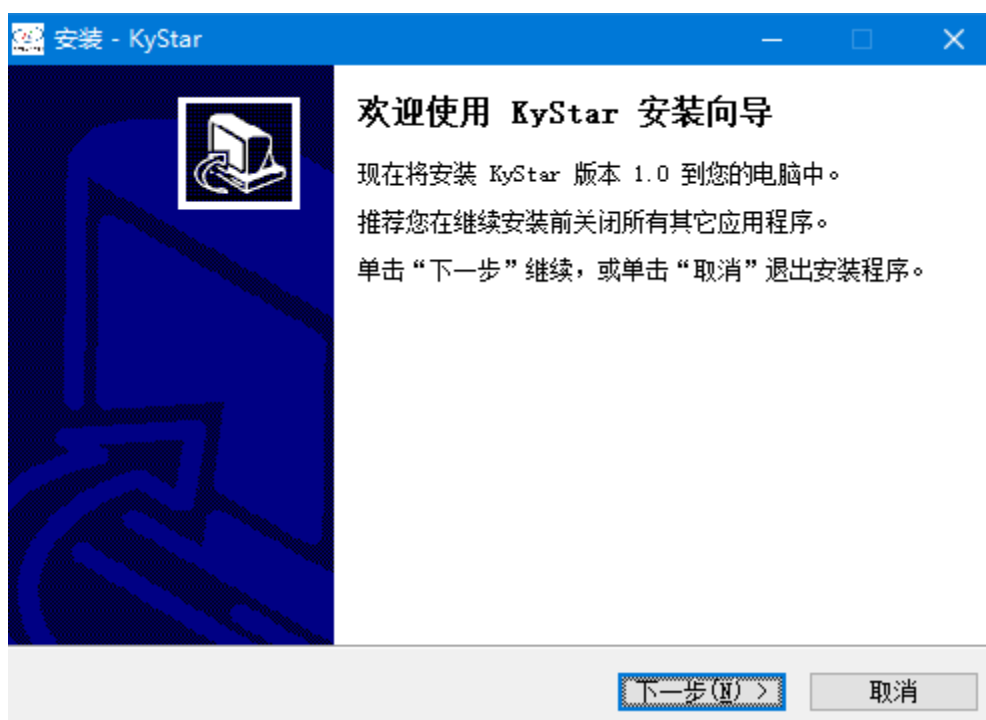 安装 - KyStar
欢迎使用 KyStar 安装向导
现在将安装 KyStar 版本 1.0 到您的电脑中。
推荐您在继续安装前关闭所有其它应用程序。
单击“下一步”继续，或单击“取消”退出安装程序。
下一步(N) >
取消